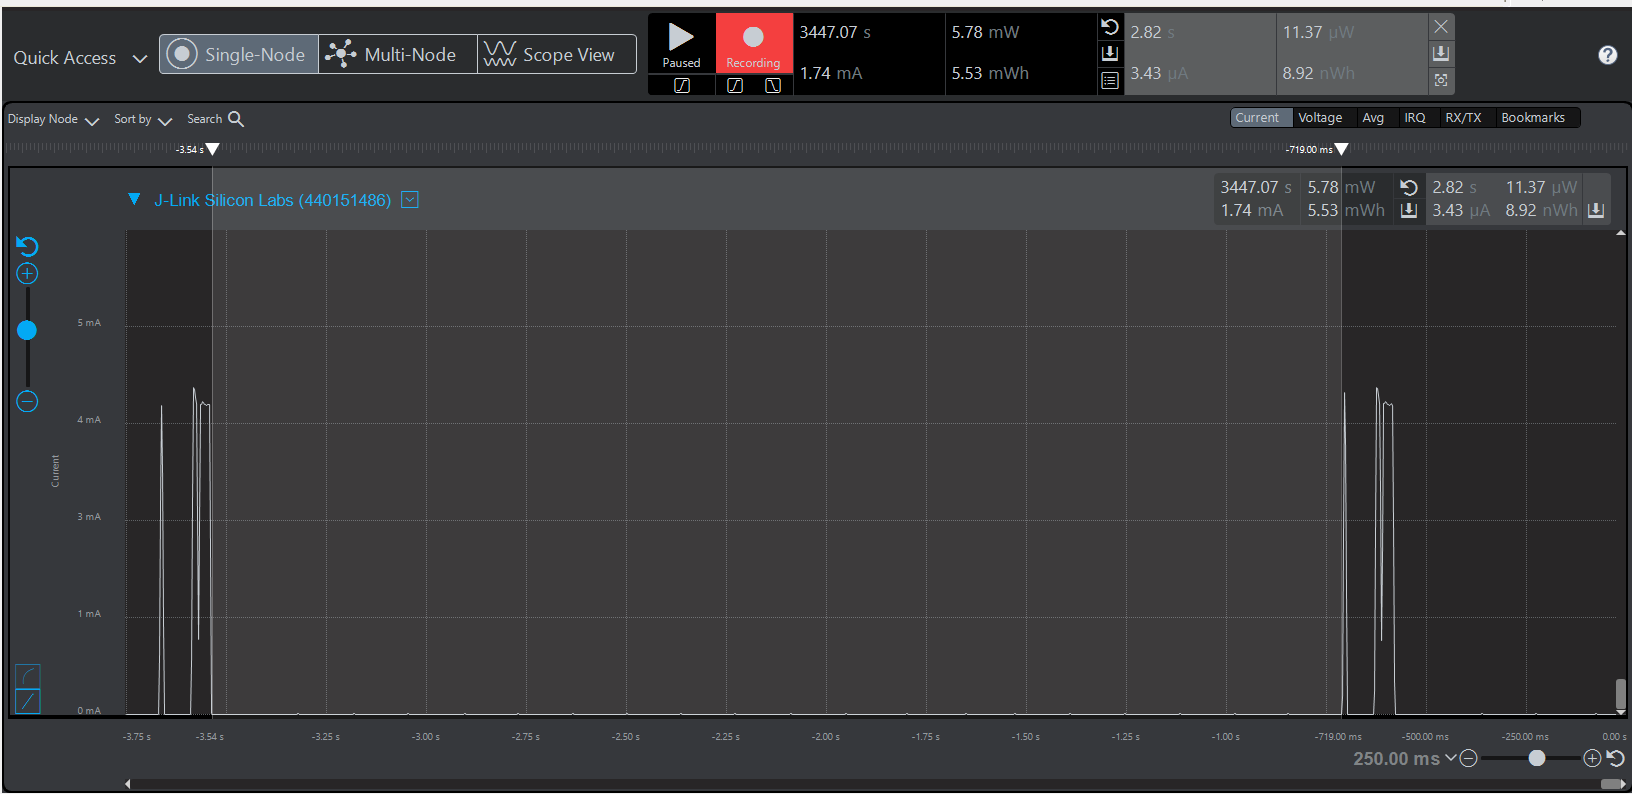 Quick Access
Single-Node
Multi-Node
Scope View
Paused
Recording
3447.07 s
5.78 mW
1.74 mA
5.53 mWh
2.82 s
11.37 µW
3.43 µA
8.92 nWh
?
Display Node
Sort by
Search
Current
Voltage
Avg
IRQ
RX/TX
Bookmarks
-3.54 s
-719.00 ms
J-Link Silicon Labs (440151486)
3447.07 s 5.78 mW
1.74 mA 5.53 mWh
2.82 s 11.37 µW
3.43 µA 8.92 nWh
5 mA
4 mA
3 mA
1 mA
0 mA
Current
-3.75 s
-3.54 s
-3.25 s
-3.00 s
-2.75 s
-2.50 s
-2.25 s
-2.00 s
-1.75 s
-1.50 s
-1.25 s
-1.00 s
-719.00 ms
-500.00 ms
-250.00 ms
0.00 s
250.00 ms